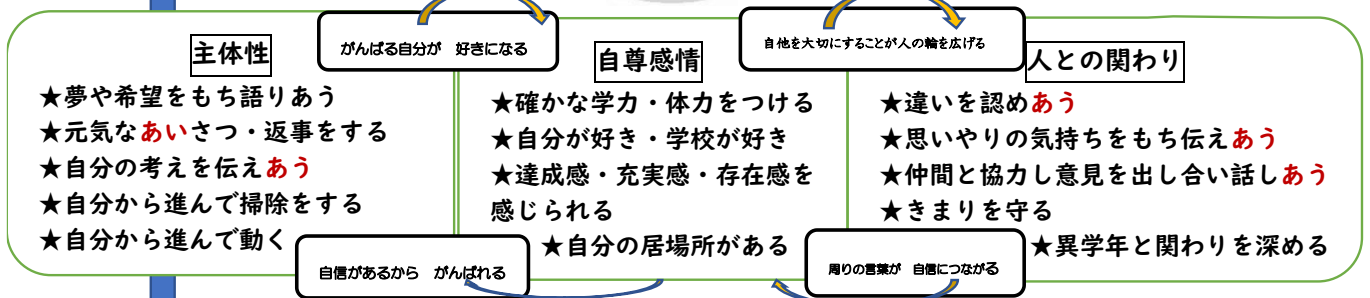 がんばる自分が 好きになる
自他を大切にすることが人の輪を広げる
主体性
★夢や希望をもち語りあう
★元気なあいさつ・返事をする
★自分の考えを伝えあう
★自分から進んで掃除をする
★自分から進んで動く
自尊感情
★確かな学力・体力をつける
★自分が好き・学校が好き
★達成感・充実感・存在感を
感じられる
★自分の居場所がある
人との関わり
★違いを認めあう
★思いやりの気持ちをもち伝えあう
★仲間と協力し意見を出し合い話しあう
★きまりを守る
★異学年と関わりを深める
自信があるから がんばれる
周りの言葉が 自信につながる